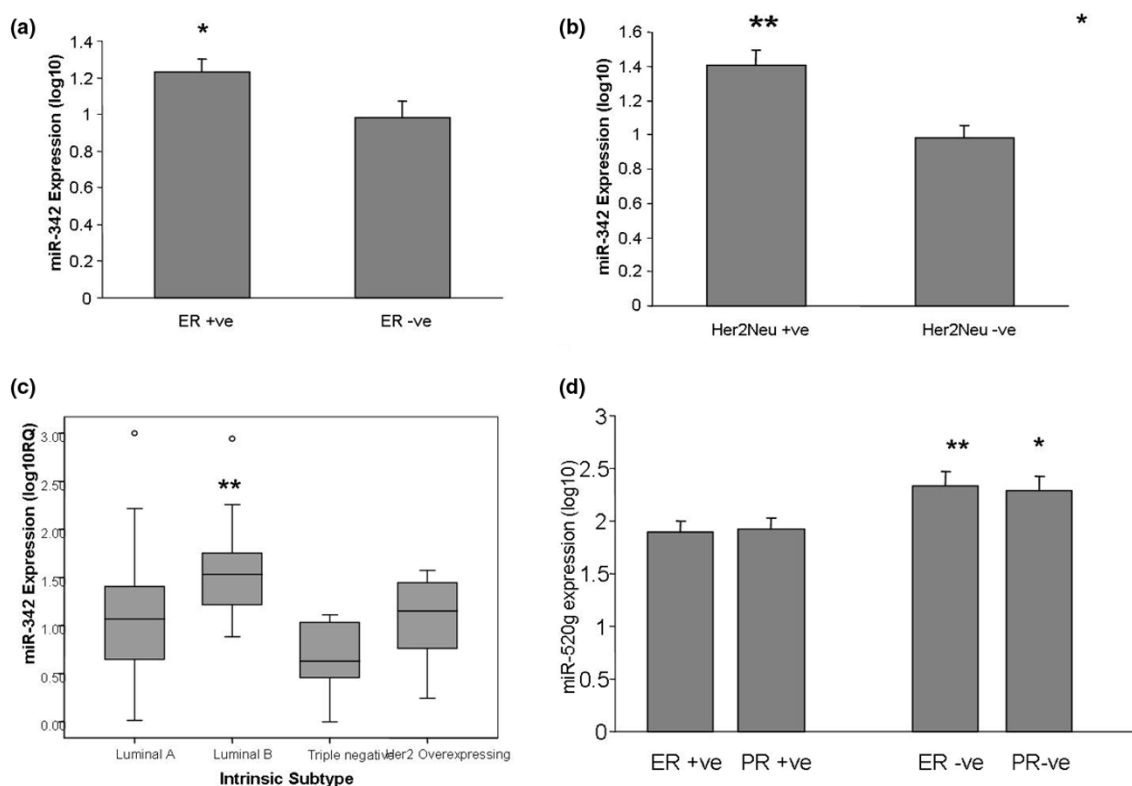 (a)
*
1.4
1.2
1
0.8
0.6
0.4
0.2
0
miR-342 Expression (log10)
ER +ve
ER -ve
(b)
**
*
1.6
1.4
1.2
1
0.8
0.6
0.4
0.2
0
miR-342 Expression (log10)
Her2Neu +ve
Her2Neu -ve
(c)
3.00
2.50
2.00
1.50
1.00
0.50
0.00
**
miR-342 Expression (log10RQ)
Luminal A
Luminal B
Triple negative
Her2 Overexpressing
Intrinsic Subtype
(d)
3
2.5
2
1.5
1
0.5
0
**
*
miR-520g expression (log10)
ER +ve
PR +ve
ER -ve
PR-ve